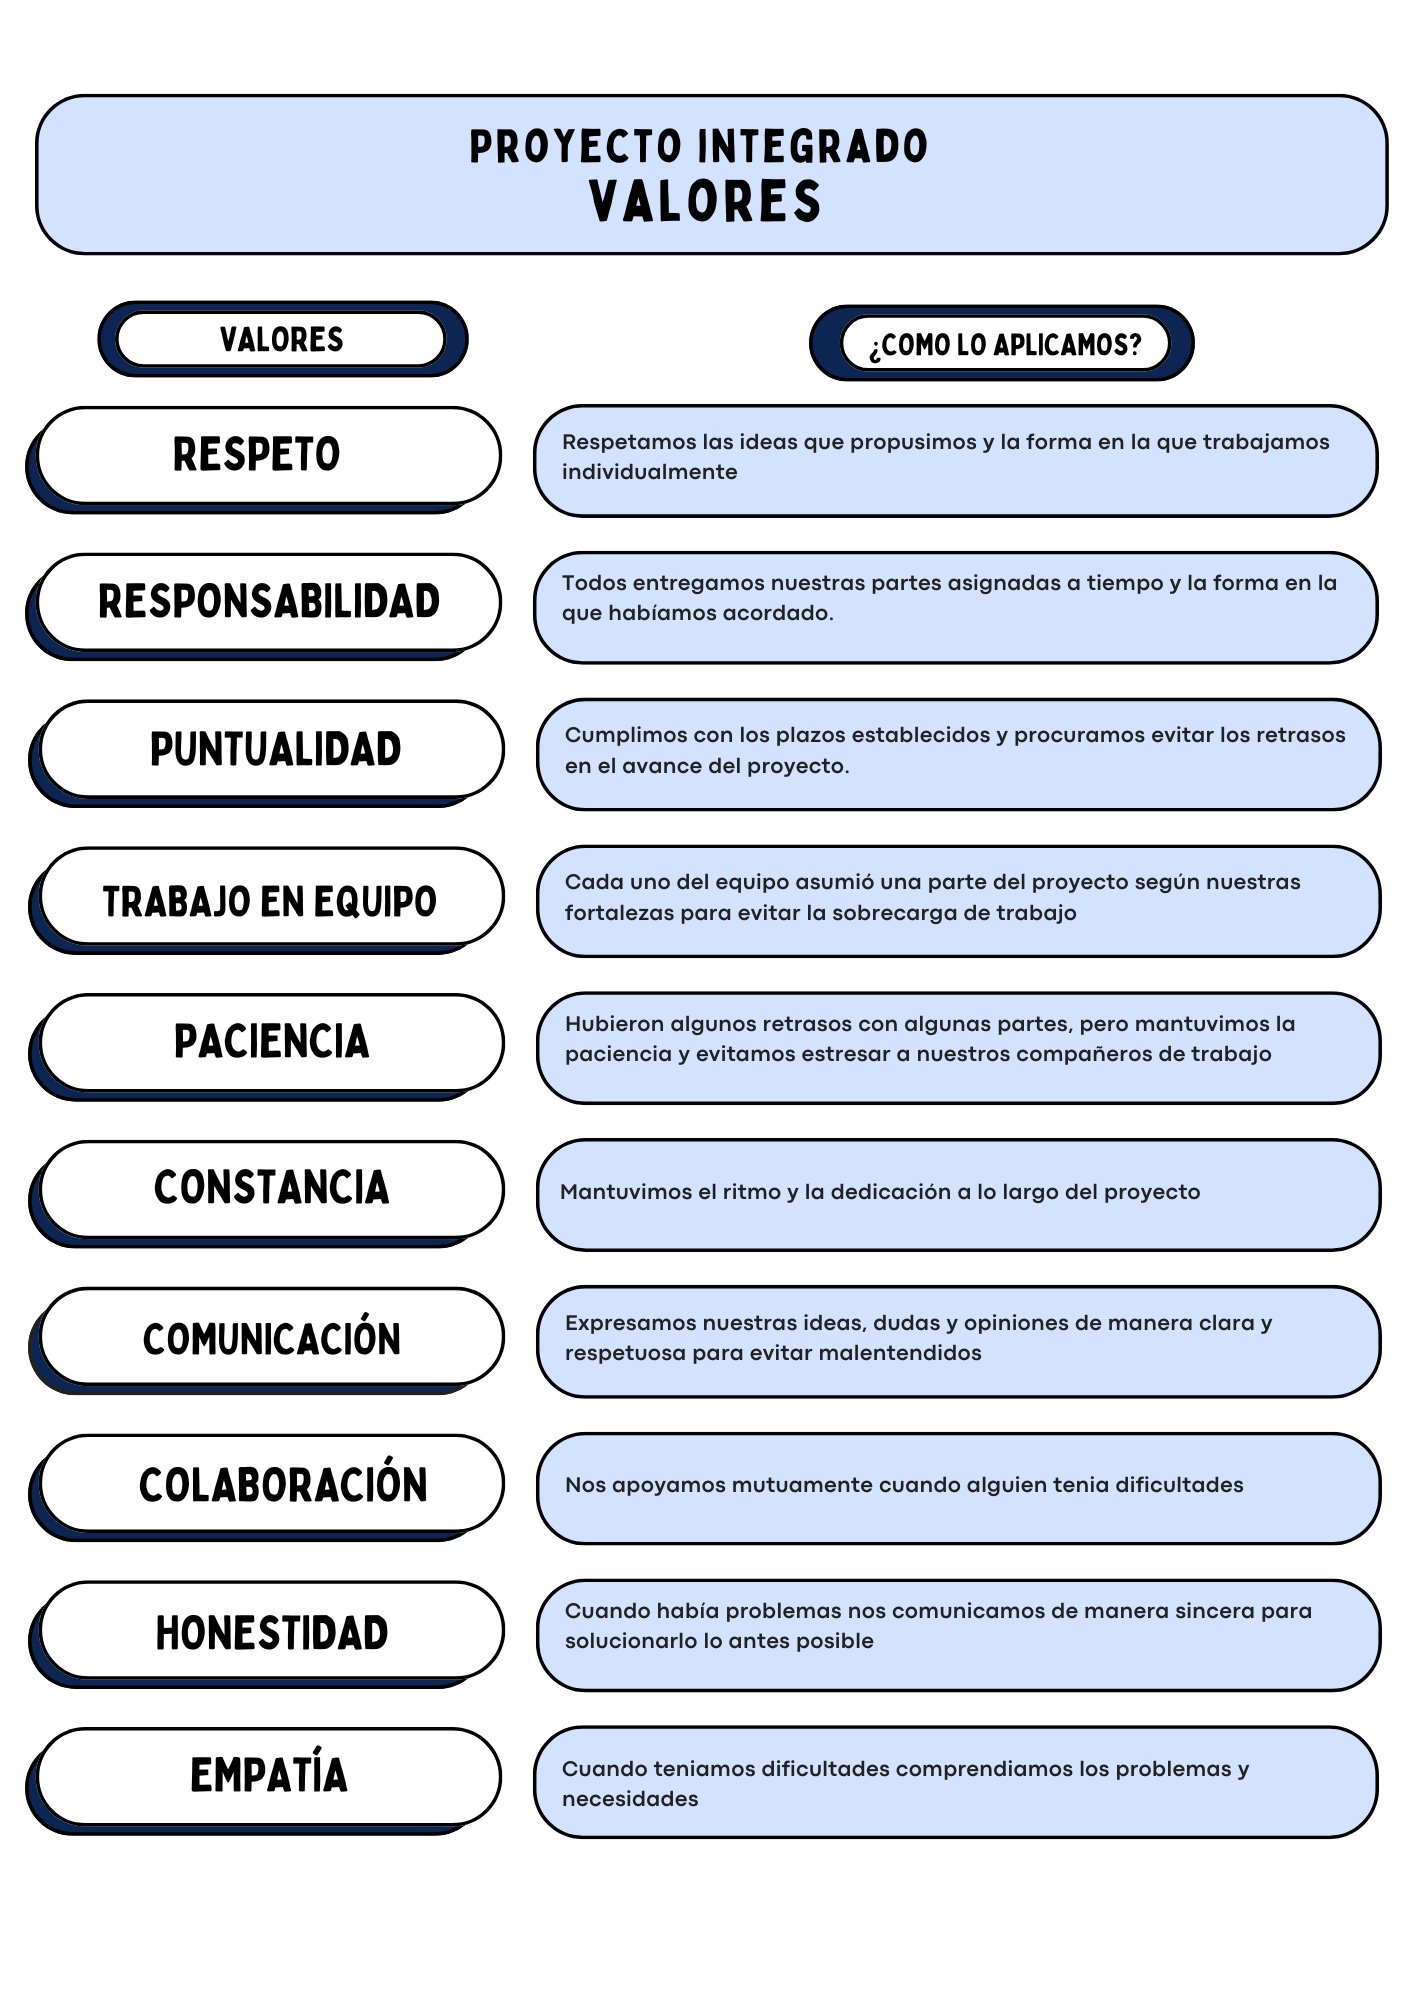 PROYECTO INTEGRADO
VALORES
VALORES
¿COMO LO APLICAMOS?
RESPETO
Respetamos las ideas que propusimos y la forma en la que trabajamos
individualmente
RESPONSABILIDAD
Todos entregamos nuestras partes asignadas a tiempo y la forma en la
que habíamos acordado.
PUNTUALIDAD
Cumplimos con los plazos establecidos y procuramos evitar los retrasos
en el avance del proyecto.
TRABAJO EN EQUIPO
Cada uno del equipo asumió una parte del proyecto según nuestras
fortalezas para evitar la sobrecarga de trabajo
PACIENCIA
Hubieron algunos retrasos con algunas partes, pero mantuvimos la
paciencia y evitamos estresar a nuestros compañeros de trabajo
CONSTANCIA
Mantuvimos el ritmo y la dedicación a lo largo del proyecto
COMUNICACIÓN
Expresamos nuestras ideas, dudas y opiniones de manera clara y
respetuosa para evitar malentendidos
COLABORACIÓN
Nos apoyamos mutuamente cuando alguien tenia dificultades
HONESTIDAD
Cuando había problemas nos comunicamos de manera sincera para
solucionarlo lo antes posible
EMPATÍA
Cuando teniamos dificultades comprendiamos los problemas y
necesidades